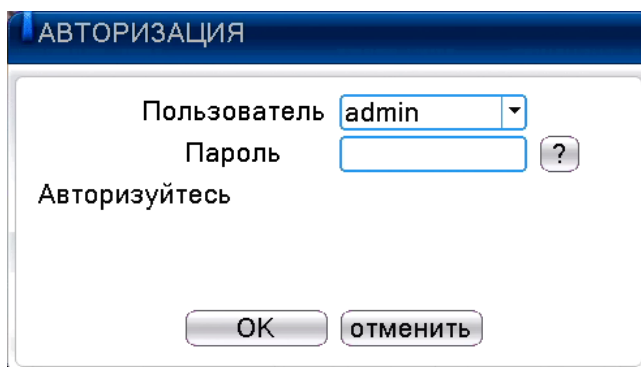 АВТОРИЗАЦИЯ
Пользователь admin
Пароль ?
Авторизуйтесь
OK отменить